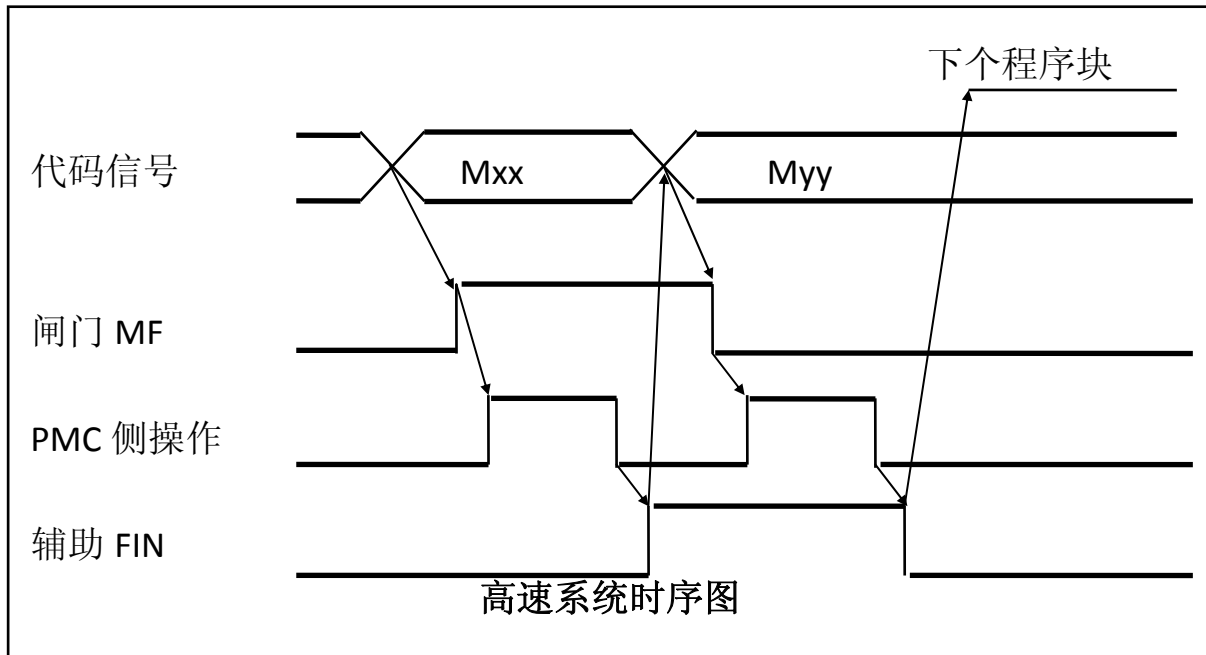 下个程序块
代码信号
Mxx
Myy
闸门 MF
PMC 侧操作
辅助 FIN
高速系统时序图